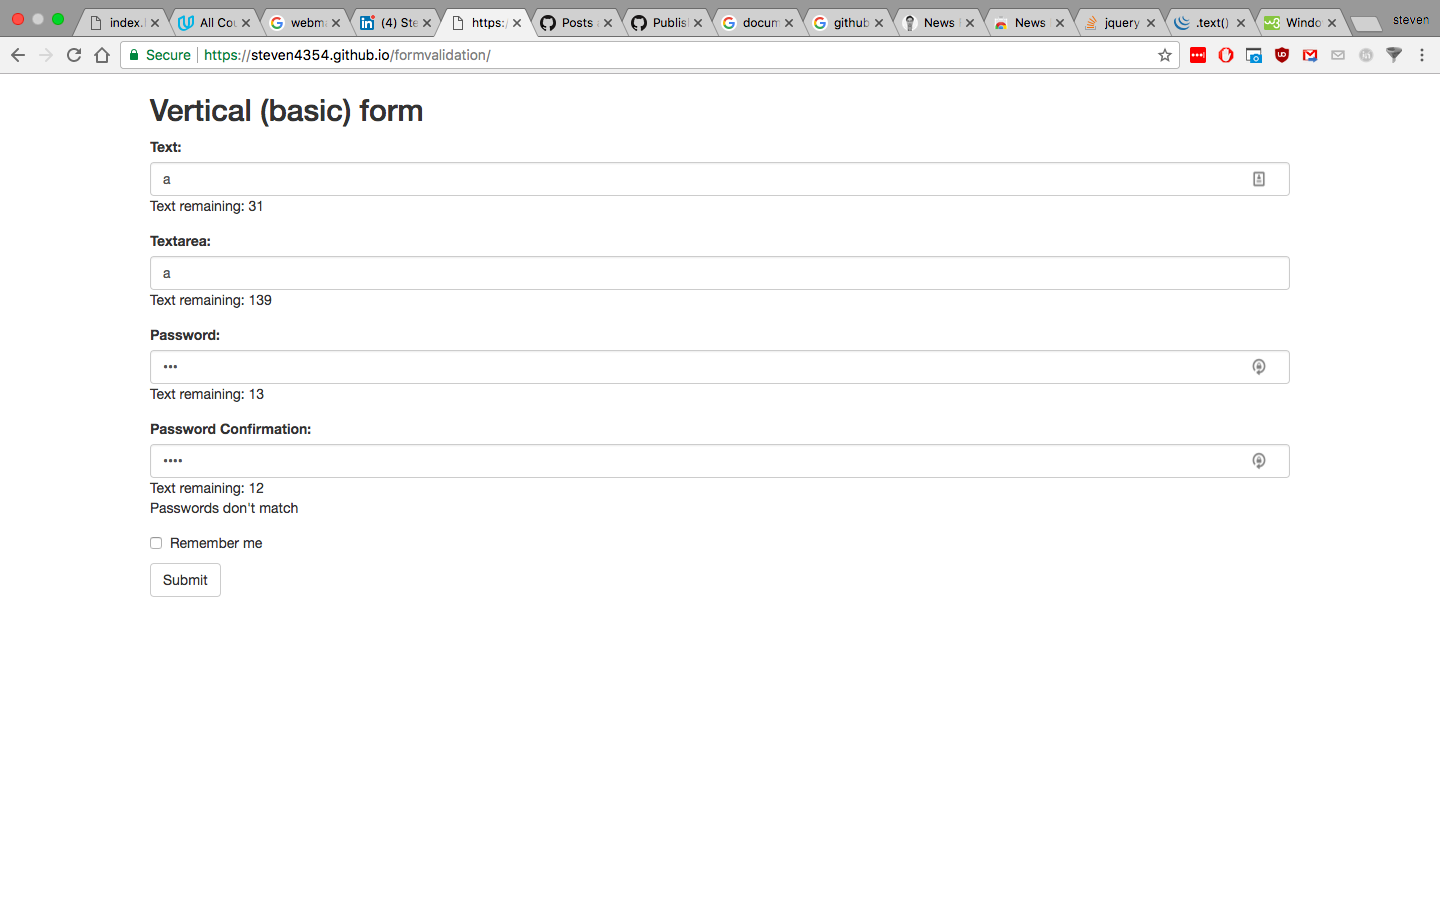 index.
All Cou
webma
(4) Ste
https:/
Posts
Publis
docum
github
News
News
jquery
.text()
Windo
steven
Secure
https://steven4354.github.io/formvalidation/
Vertical (basic) form
Text:
a
Text remaining: 31
Textarea:
a
Text remaining: 139
Password:
•••
Text remaining: 13
Password Confirmation:
••••
Text remaining: 12
Passwords don't match
Remember me
Submit